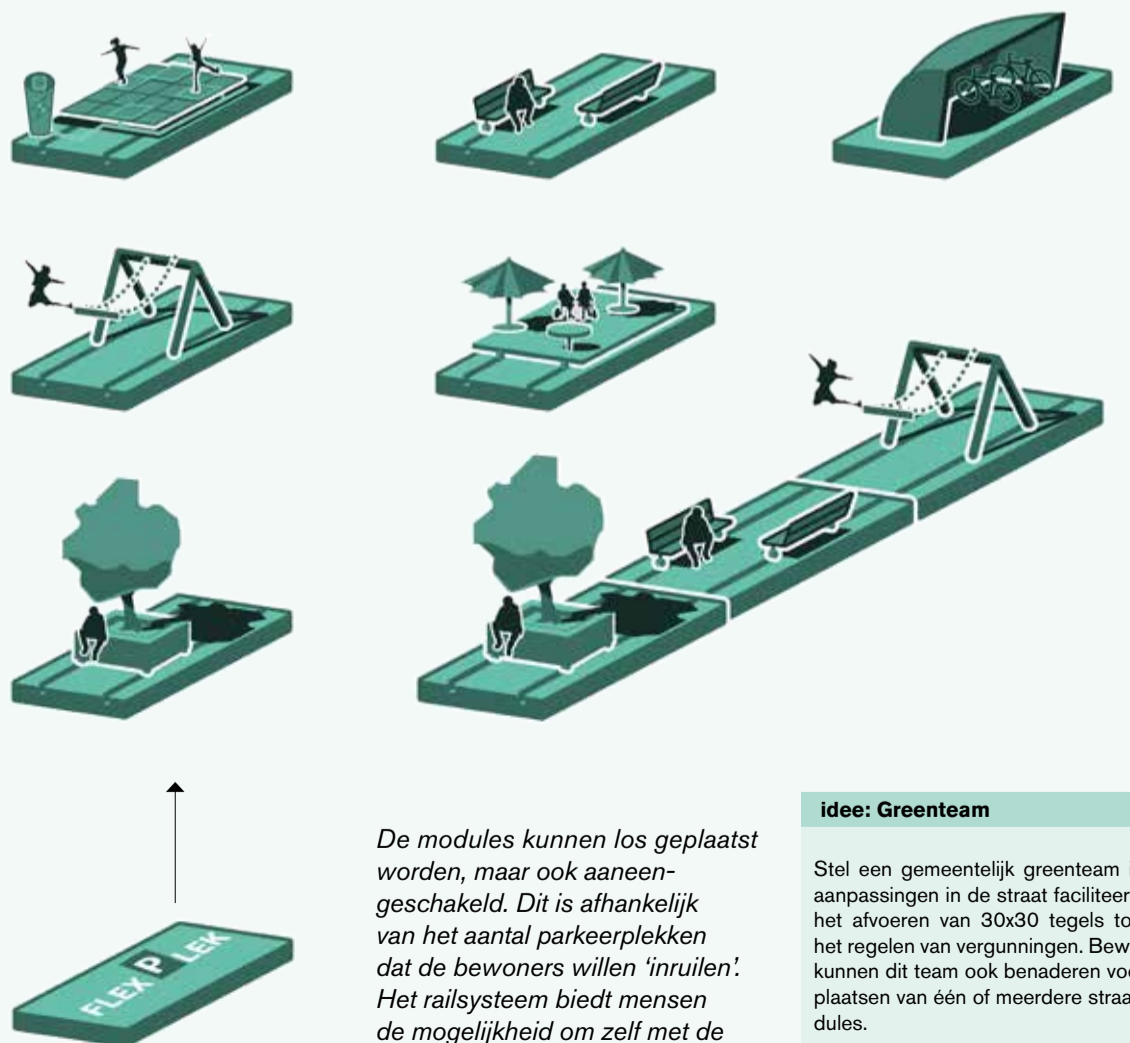 FLEX P LEK
De modules kunnen los geplaatst
worden, maar ook aaneen-
geschakeld. Dit is afhankelijk
van het aantal parkeerplekken
dat de bewoners willen ‘inruilen’.
Het railsysteem biedt mensen
de mogelijkheid om zelf met de
idee: Greenteam
Stel een gemeentelijk greenteam
aanpassingen in de straat faciliteer
het afvoeren van 30x30 tegels to
het regelen van vergunningen. Bew
kunnen dit team ook benaderen voo
plaatsen van één of meerdere straa
dules.